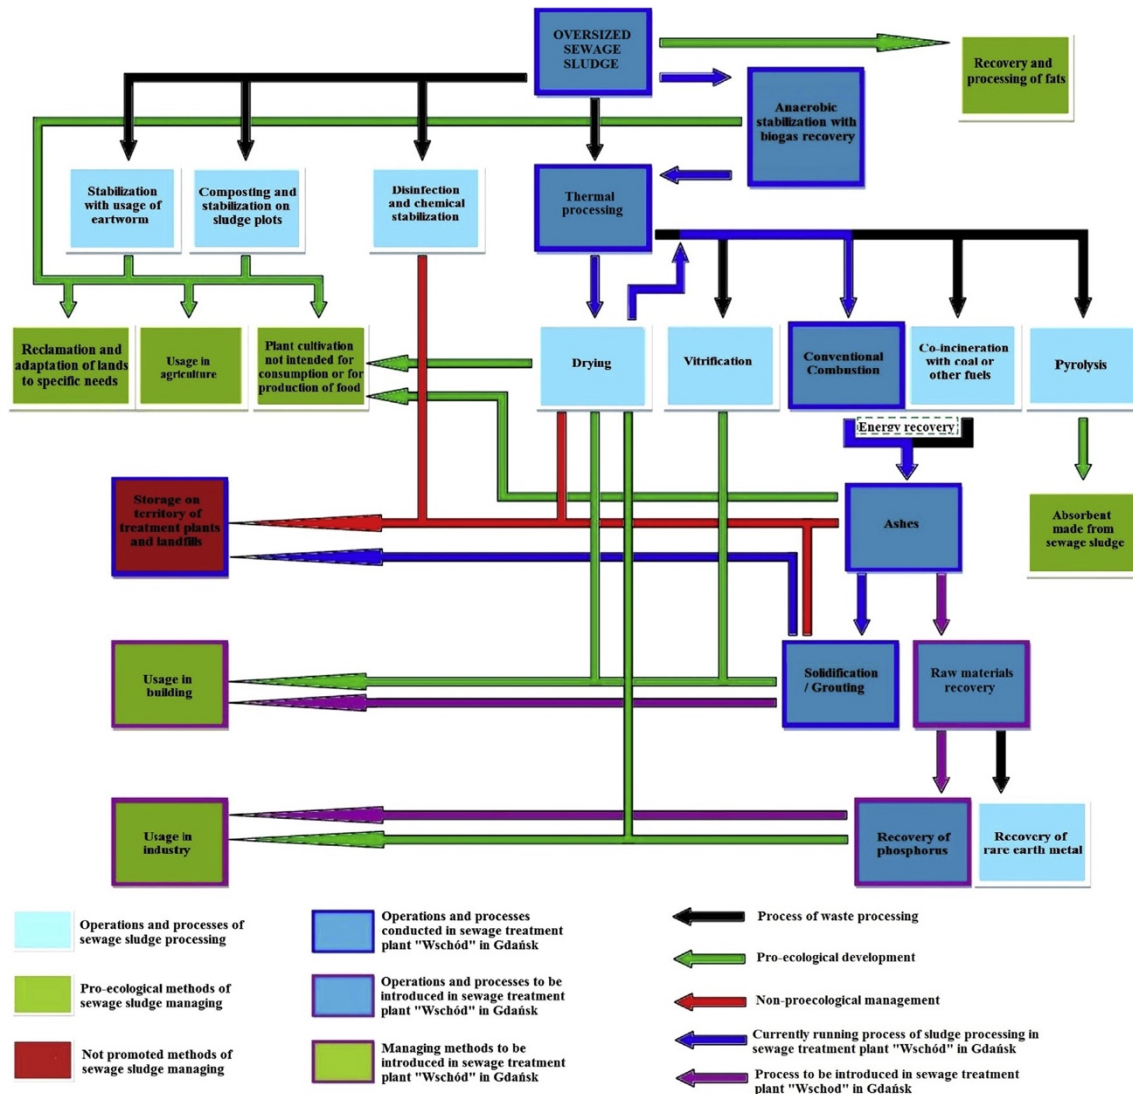 OVERSIZED
SEWAGE
SLUDGE
Recovery and
processing of fats
Anaerobic
stabilization with
biogas recovery
Stabilization
with usage of
eartworm
Composting and
stabilization on
sludge plots
Disinfection
and chemical
stabilization
Thermal
processing
Reclamation and
adaptation of lands
to specific needs
Usage in
agriculture
Plant cultivation
not intended for
consumption or for
production of food
Drying
Vitrification
Conventional
Combustion
Co-incineration
with coal or
other fuels
Pyrolysis
Energy recovery
Storage on
territory of
treatment plants
and landfills
Ashes
Absorbent
made from
sewage sludge
Usage in
building
Solidification
/ Grouting
Raw materials
recovery
Usage in
industry
Recovery of
phosphorus
Recovery of
rare earth metal
Operations and processes of
sewage sludge processing
Pro-ecological methods of
sewage sludge managing
Not promoted methods of
sewage sludge managing
Operations and processes
conducted in sewage treatment
plant "Wschód" in Gdańsk
Operations and processes to be
introduced in sewage treatment
plant "Wschód" in Gdańsk
Managing methods to be
introduced in sewage treatment
plant "Wschód" in Gdańsk
Process of waste processing
Pro-ecological development
Non-proecological management
Currently running process of sludge processing in
sewage treatment plant "Wschód" in Gdańsk
Process to be introduced in sewage treatment
plant "Wschod" in Gdańsk